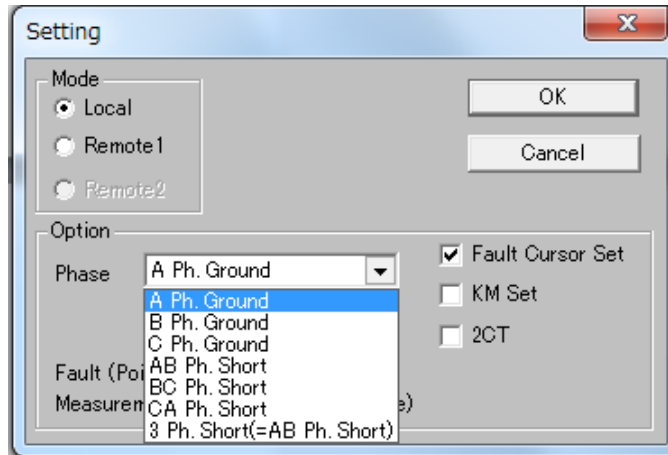 Setting
Mode
Local
Remote1
Remote2
OK
Cancel
Option
Phase
A Ph. Ground
A Ph. Ground
B Ph. Ground
C Ph. Ground
AB Ph. Short
BC Ph. Short
CA Ph. Short
3 Ph. Short(=AB Ph. Short)
Fault Cursor Set
KM Set
2CT
Fault